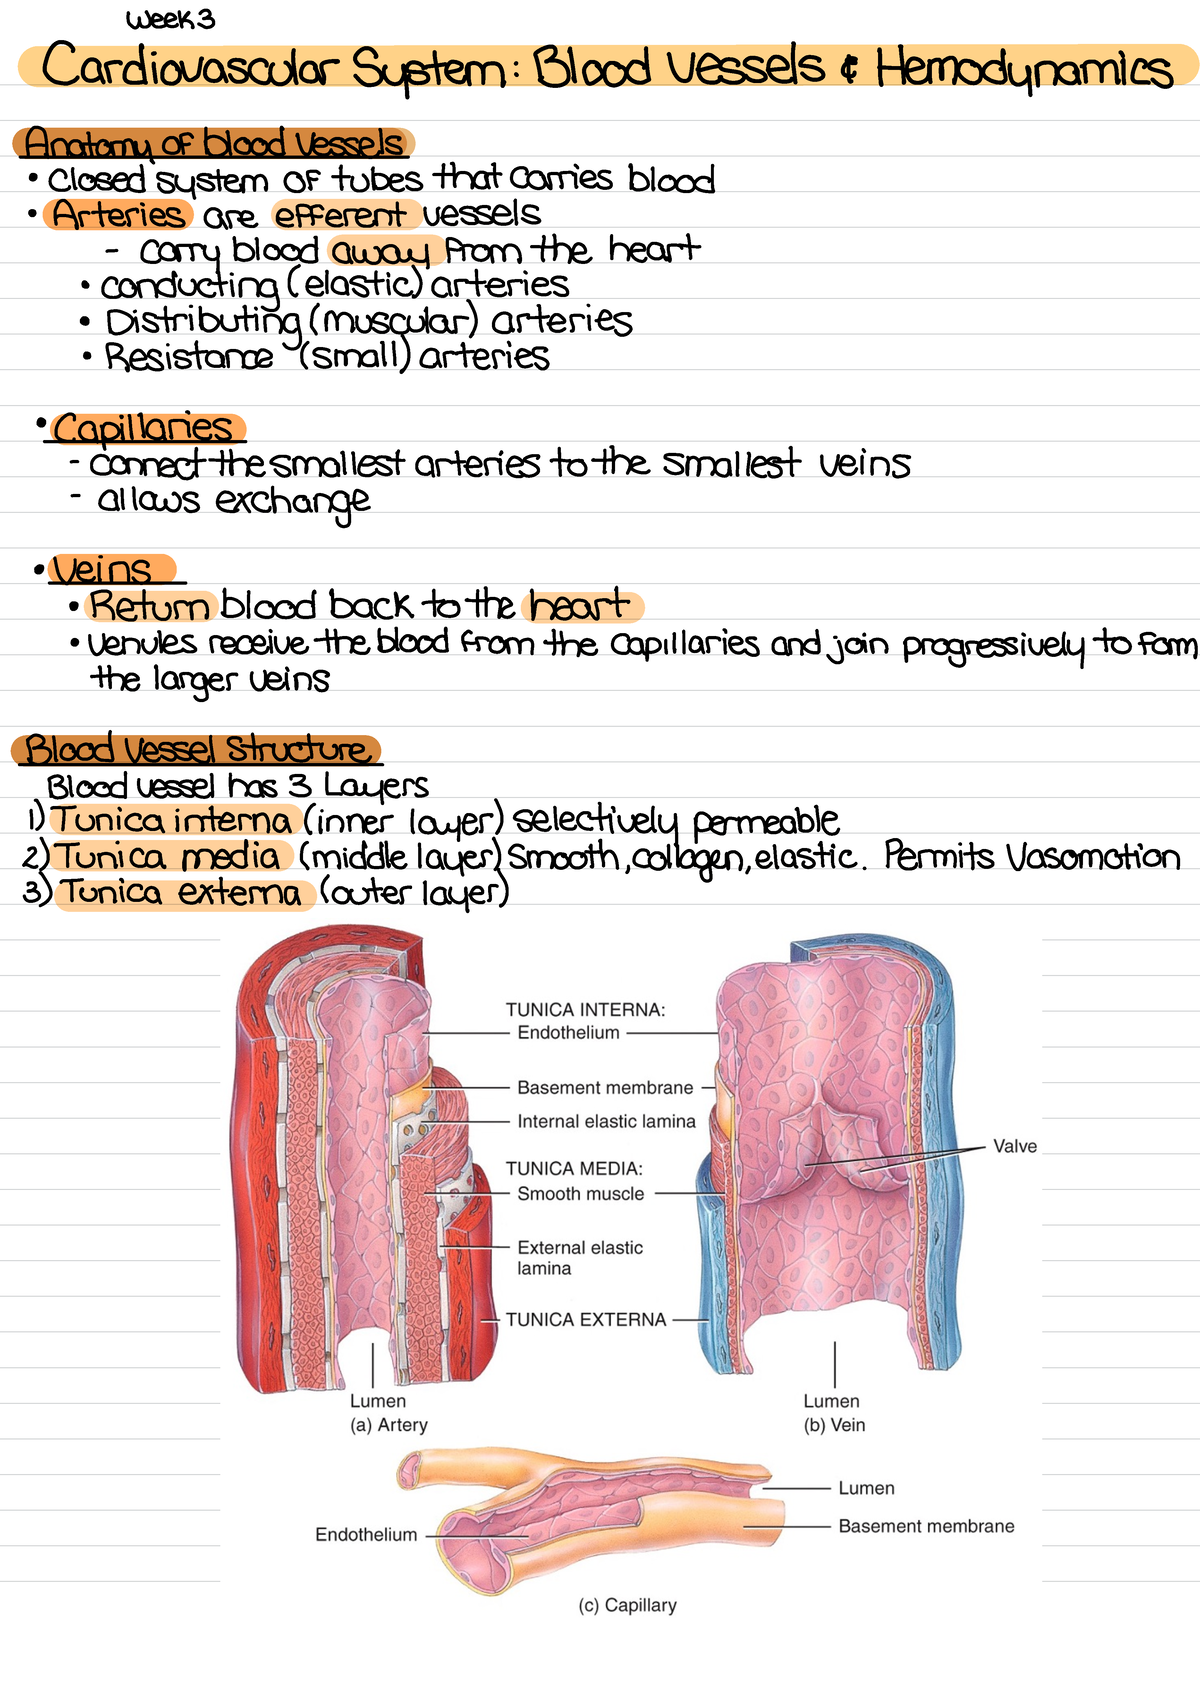 Week 3
Cardiovascular System: Blood Vessels & Hemodynamics
Anatomy of blood Vessels
• Closed system of tubes that carries blood
• Arteries are efferent vessels
- carry blood away from the heart
• conducting (elastic) arteries
• Distributing (muscular) arteries
• Resistance (small) arteries
• Capillaries
- connect the smallest arteries to the smallest veins
- allows exchange
• Veins
• Return blood back to the heart
• venules receive the blood from the capillaries and join progressively to form
the larger veins
Blood Vessel Structure
Blood vessel has 3 Layers
1) Tunica interna (inner layer) selectively permeable
2) Tunica media (middle layer) Smooth, collagen, elastic. Permits Vasomotion
3) Tunica externa (outer layer)
TUNICA INTERNA:
Endothelium
Basement membrane
Internal elastic lamina
Valve
TUNICA MEDIA:
Smooth muscle
External elastic
lamina
TUNICA EXTERNA
Lumen
(a) Artery
Lumen
(b) Vein
Lumen
Basement membrane
Endothelium
(c) Capillary